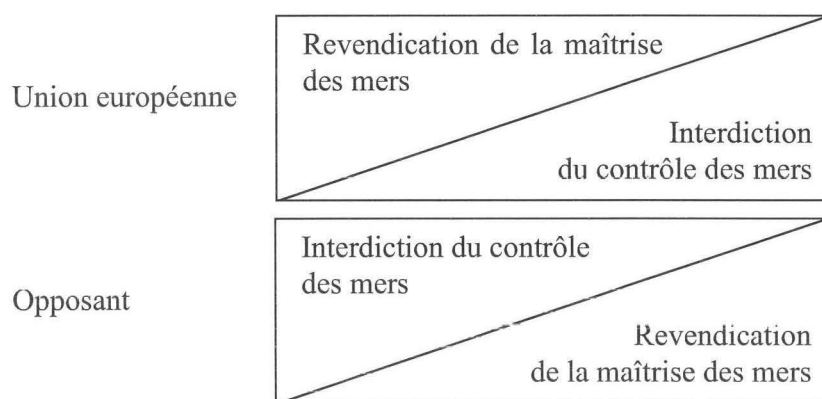 Union européenne
Revendication de la maîtrise
des mers
Interdiction
du contrôle des mers
Opposant
Interdiction du contrôle
des mers
Revendication
de la maîtrise des mers